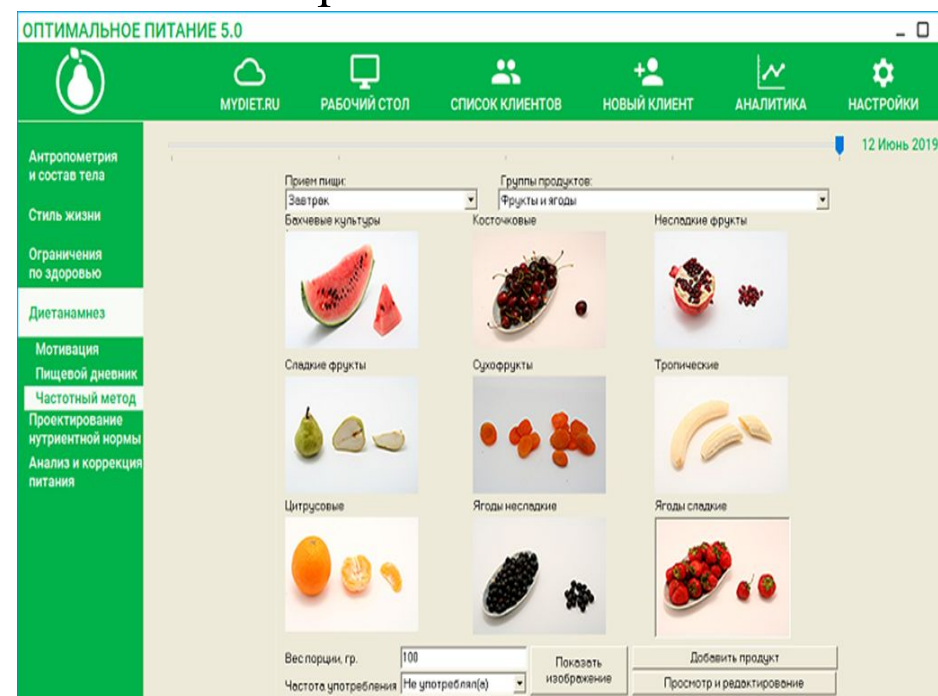 ОПТИМАЛЬНОЕ ПИТАНИЕ 5.0
MYDIET.RU
РАБОЧИЙ СТОЛ
СПИСОК КЛИЕНТОВ
НОВЫЙ КЛИЕНТ
АНАЛИТИКА
НАСТРОЙКИ
12 Июнь 2019
Антропометрия
и состав тела
Стиль жизни
Ограничения
по здоровью
Диетанамнез
Мотивация
Пищевой дневник
Частотный метод
Проектирование
нутриентной нормы
Анализ и коррекция
питания
Прием пищи:
Завтрак
Группы продуктов:
Фрукты и ягоды
Бахчевые культуры
Косточковые
Несладкие фрукты
Сладкие фрукты
Сухофрукты
Тропические
Цитрусовые
Ягоды несладкие
Ягоды сладкие
Вес порции, гр.
100
Частота употребления
Не употреблял(а)
Показать
изображение
Добавить продукт
Просмотр и редактирование